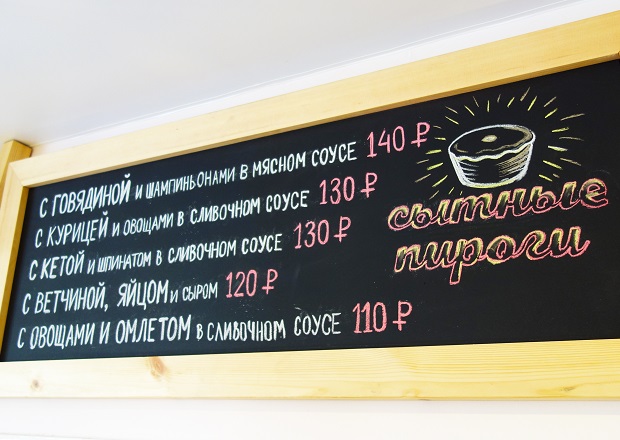 С ГОВЯДИНОЙ и ШАМПИНЬОНАМИ В МЯСНОМ СОУСЕ 140 ₽
С КУРИЦЕЙ и ОВОЩАМИ В СЛИВОЧНОМ СОУСЕ 130 ₽
С КЕТОЙ и ШПИНАТОМ В СЛИВОЧНОМ СОУСЕ 130 ₽
С ВЕТЧИНОЙ, ЯЙЦОМ и СЫРОМ 120 ₽
С ОВОЩАМИ И ОМЛЕТОМ В СЛИВОЧНОМ СОУСЕ 110 ₽
сытные
пироги